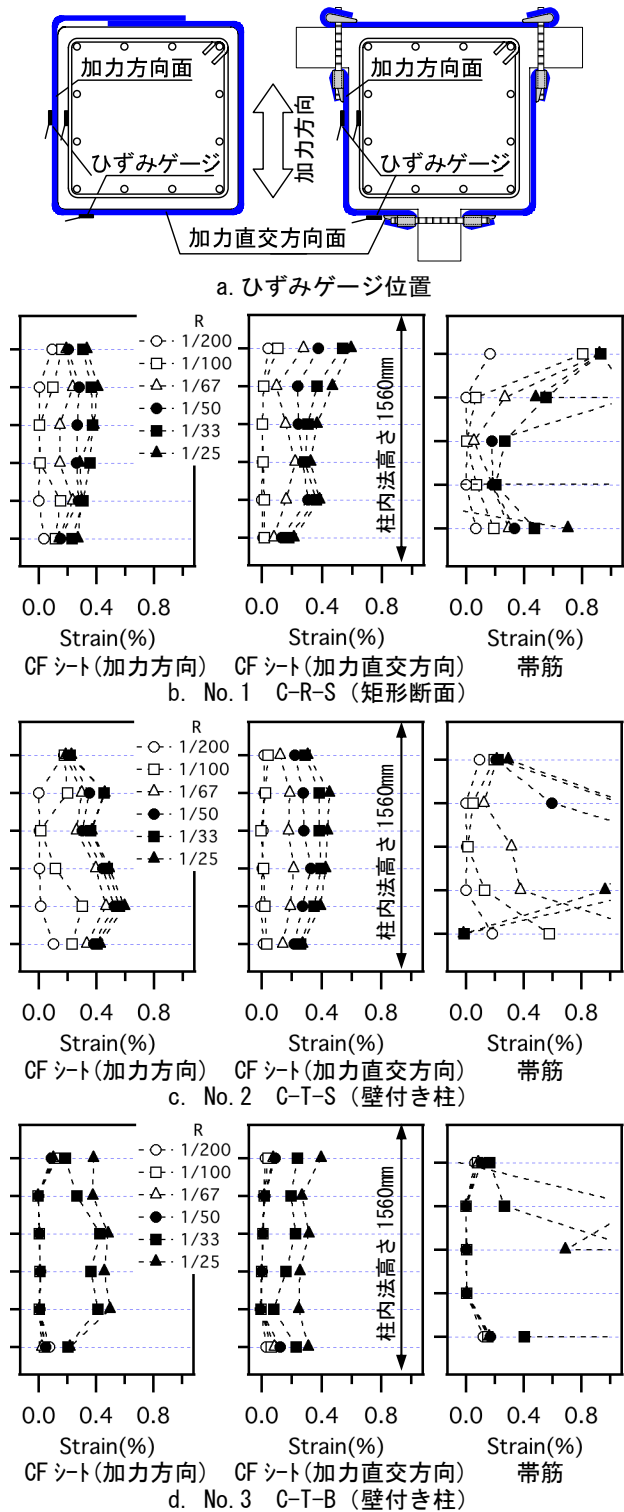 加力方向面
加力方向面
加力方向
ひずみゲージ
ひずみゲージ
加力直交方向面
a. ひずみゲージ位置
R
1/200
1/100
1/67
1/50
1/33
1/25
柱内法高さ 1560mm
0.0 0.4 0.8
0.0 0.4 0.8
0.0 0.4 0.8
Strain(%)
Strain(%)
Strain(%)
CFシート(加力方向)
CFシート(加力直交方向)
帯筋
b. No.1 C-R-S (矩形断面)
R
1/200
1/100
1/67
1/50
1/33
1/25
柱内法高さ 1560mm
0.0 0.4 0.8
0.0 0.4 0.8
0.0 0.4 0.8
Strain(%)
Strain(%)
Strain(%)
CFシート(加力方向)
CFシート(加力直交方向)
帯筋
c. No.2 C-T-S (壁付き柱)
R
1/200
1/100
1/67
1/50
1/33
1/25
柱内法高さ 1560mm
0.0 0.4 0.8
0.0 0.4 0.8
0.0 0.4 0.8
Strain(%)
Strain(%)
Strain(%)
CFシート(加力方向)
CFシート(加力直交方向)
帯筋
d. No.3 C-T-B (壁付き柱)